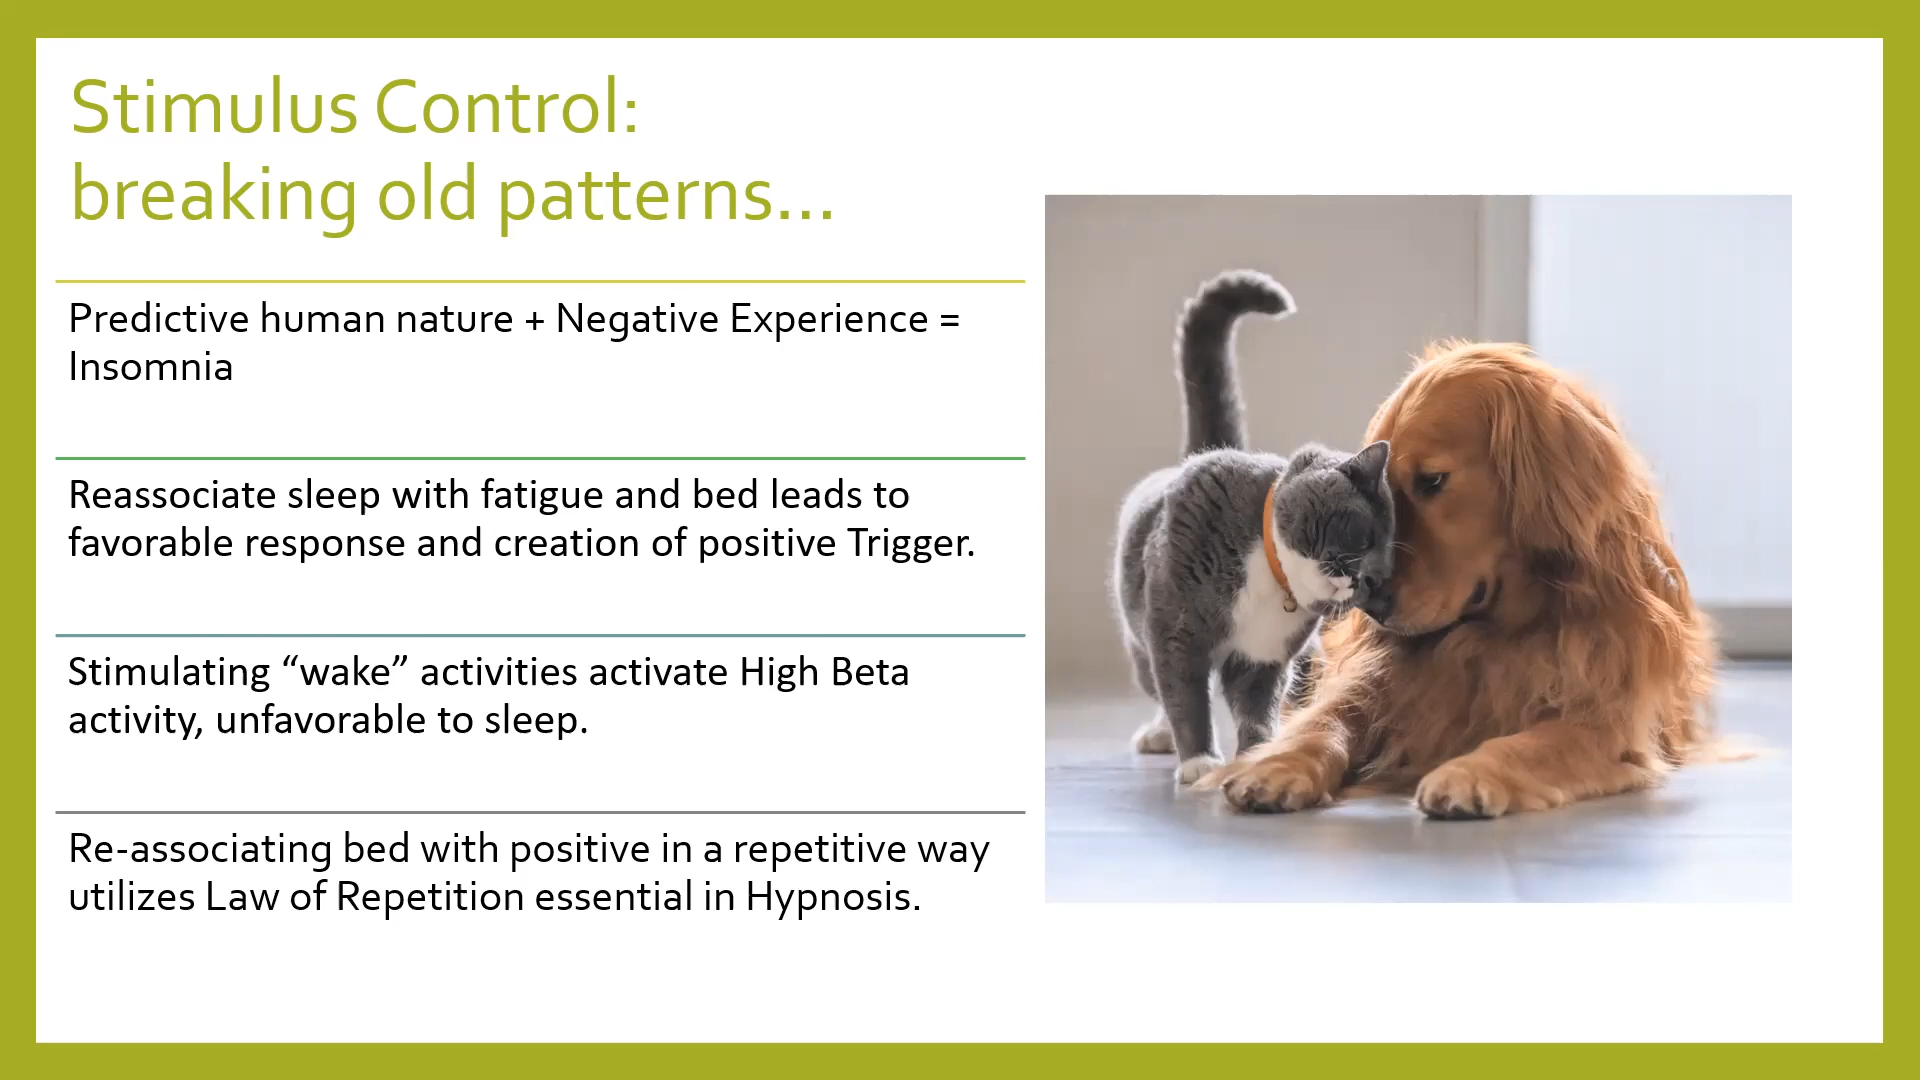 Stimulus Control:
breaking old patterns...
Predictive human nature + Negative Experience =
Insomnia
Reassociate sleep with fatigue and bed leads to
favorable response and creation of positive Trigger.
Stimulating “wake” activities activate High Beta
activity, unfavorable to sleep.
Re-associating bed with positive in a repetitive way
utilizes Law of Repetition essential in Hypnosis.